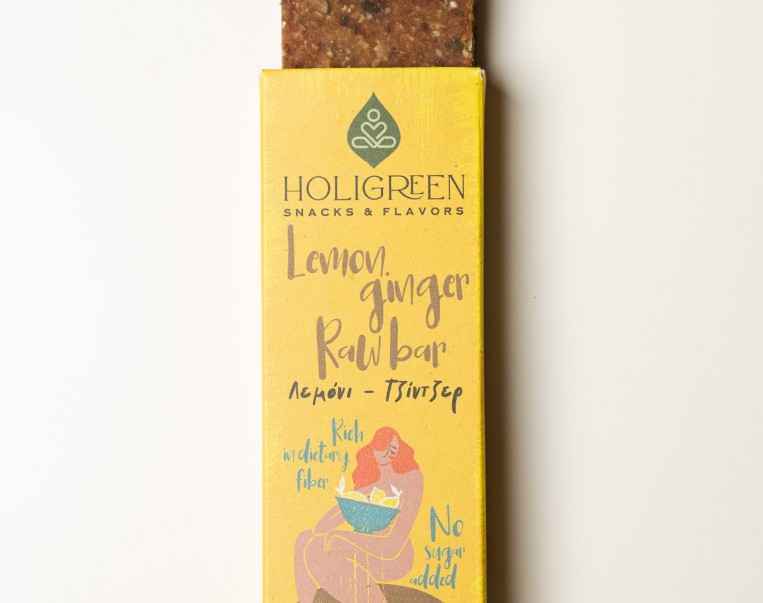 HOLIGREEN
SNACKS & FLAVORS
Lemon
ginger
Raw bar
Λεμόνι – Τζίντζερ
Rich
in dietary
fiber
No
sugar
added